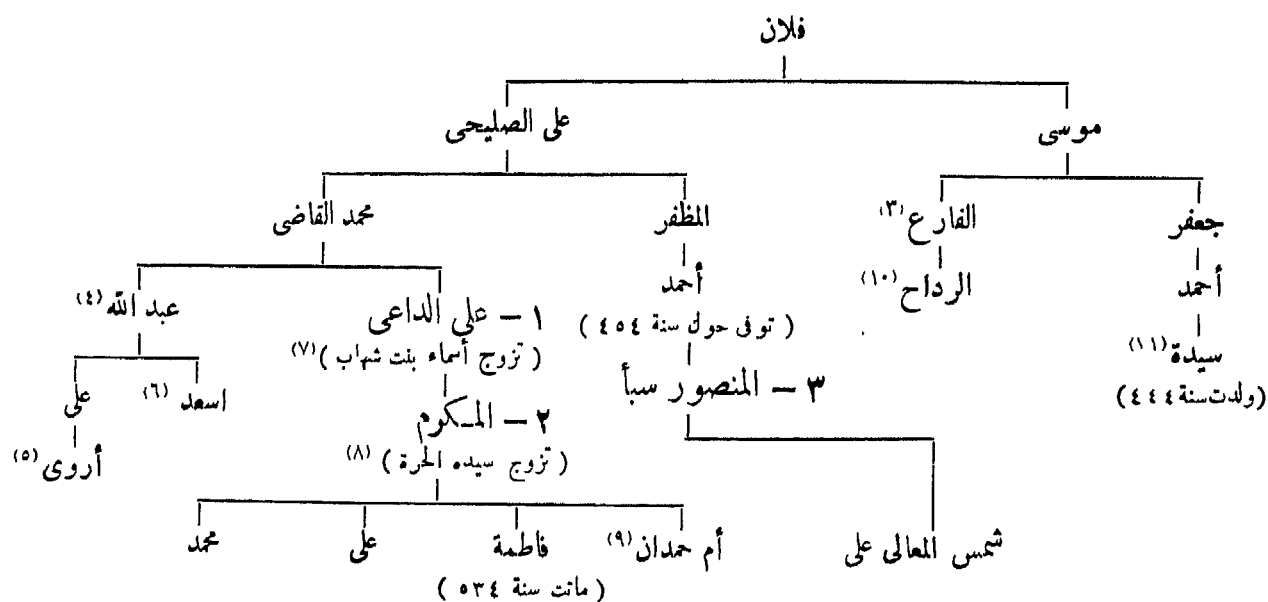 فلان
موسى
على الصليحى
جعفر
الفارع (٣)
المظفر
محمد القاضى
أحمد
الرداح (١٠)
أحمد
١ – على الداعى
عبد الله (٤)
(توفى حول سنة ٤٥٤)
(تزوج أسماء بنت شهاب) (٧)
سيدة (١١)
(ولدت سنة ٤٤٤)
٣ – المنصور سبأ
٢ – المكرم
اسعد (٦)
على
(تزوج سيده الحرة) (٨)
أروى (٥)
شمس المعالى على
أم حمدان (٩)
فاطمة
على
محمد
(ماتت سنة ٥٣٤)